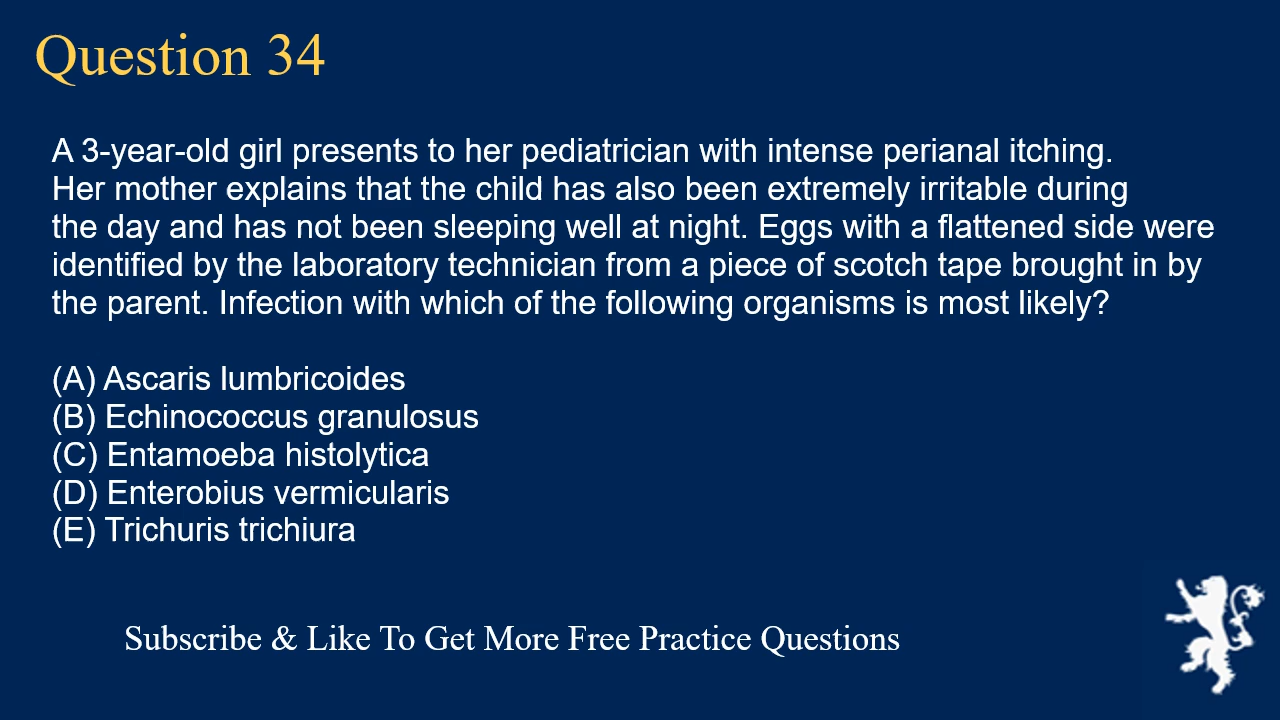 Question 34
A 3-year-old girl presents to her pediatrician with intense perianal itching.
Her mother explains that the child has also been extremely irritable during
the day and has not been sleeping well at night. Eggs with a flattened side were
identified by the laboratory technician from a piece of scotch tape brought in by
the parent. Infection with which of the following organisms is most likely?
(A) Ascaris lumbricoides
(B) Echinococcus granulosus
(C) Entamoeba histolytica
(D) Enterobius vermicularis
(E) Trichuris trichiura
Subscribe & Like To Get More Free Practice Questions